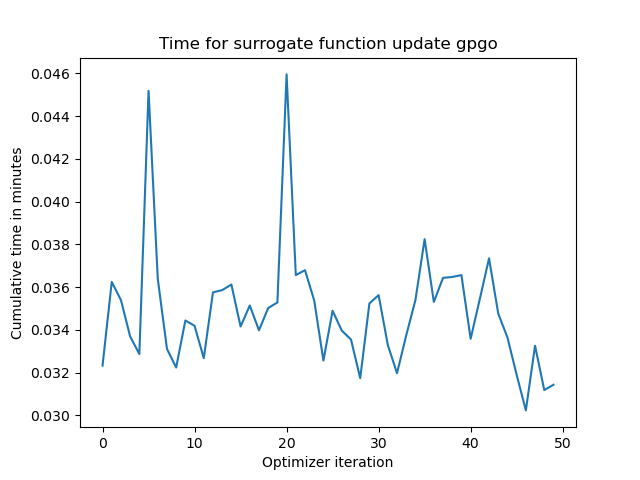 Time for surrogate function update gpgo
Cumulative time in minutes
0.046
0.044
0.042
0.040
0.038
0.036
0.034
0.032
0.030
0 10 20 30 40 50
Optimizer iteration